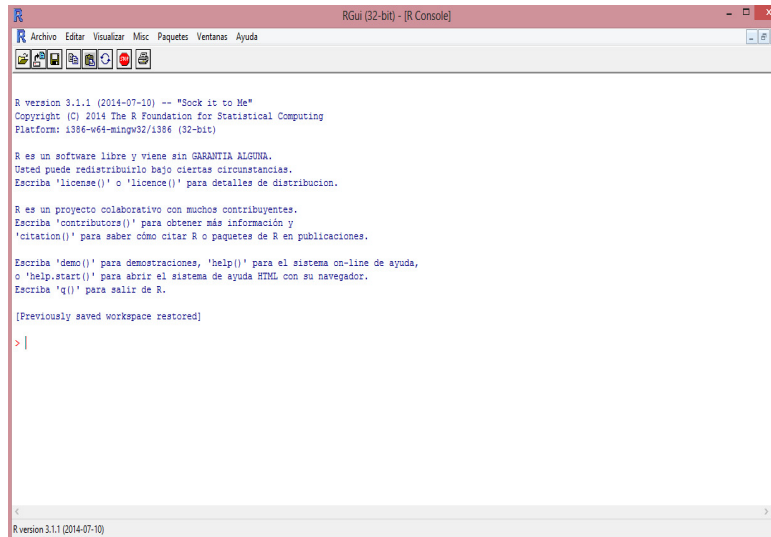 RGui (32-bit) - [R Console]
Archivo Editar Visualizar Misc Paquetes Ventanas Ayuda
R version 3.1.1 (2014-07-10) -- "Sock it to Me"
Copyright (C) 2014 The R Foundation for Statistical Computing
Platform: i386-w64-mingw32/i386 (32-bit)
R es un software libre y viene sin GARANTIA ALGUNA.
Usted puede redistribuirlo bajo ciertas circunstancias.
Escriba 'license()' o 'licence()' para detalles de distribucion.
R es un proyecto colaborativo con muchos contribuyentes.
Escriba 'contributors()' para obtener más información y
'citation()' para saber cómo citar R o paquetes de R en publicaciones.
Escriba 'demo()' para demostraciones, 'help()' para el sistema on-line de ayuda,
o 'help.start()' para abrir el sistema de ayuda HTML con su navegador.
Escriba 'q()' para salir de R.
[Previously saved workspace restored]
>
R version 3.1.1 (2014-07-10)